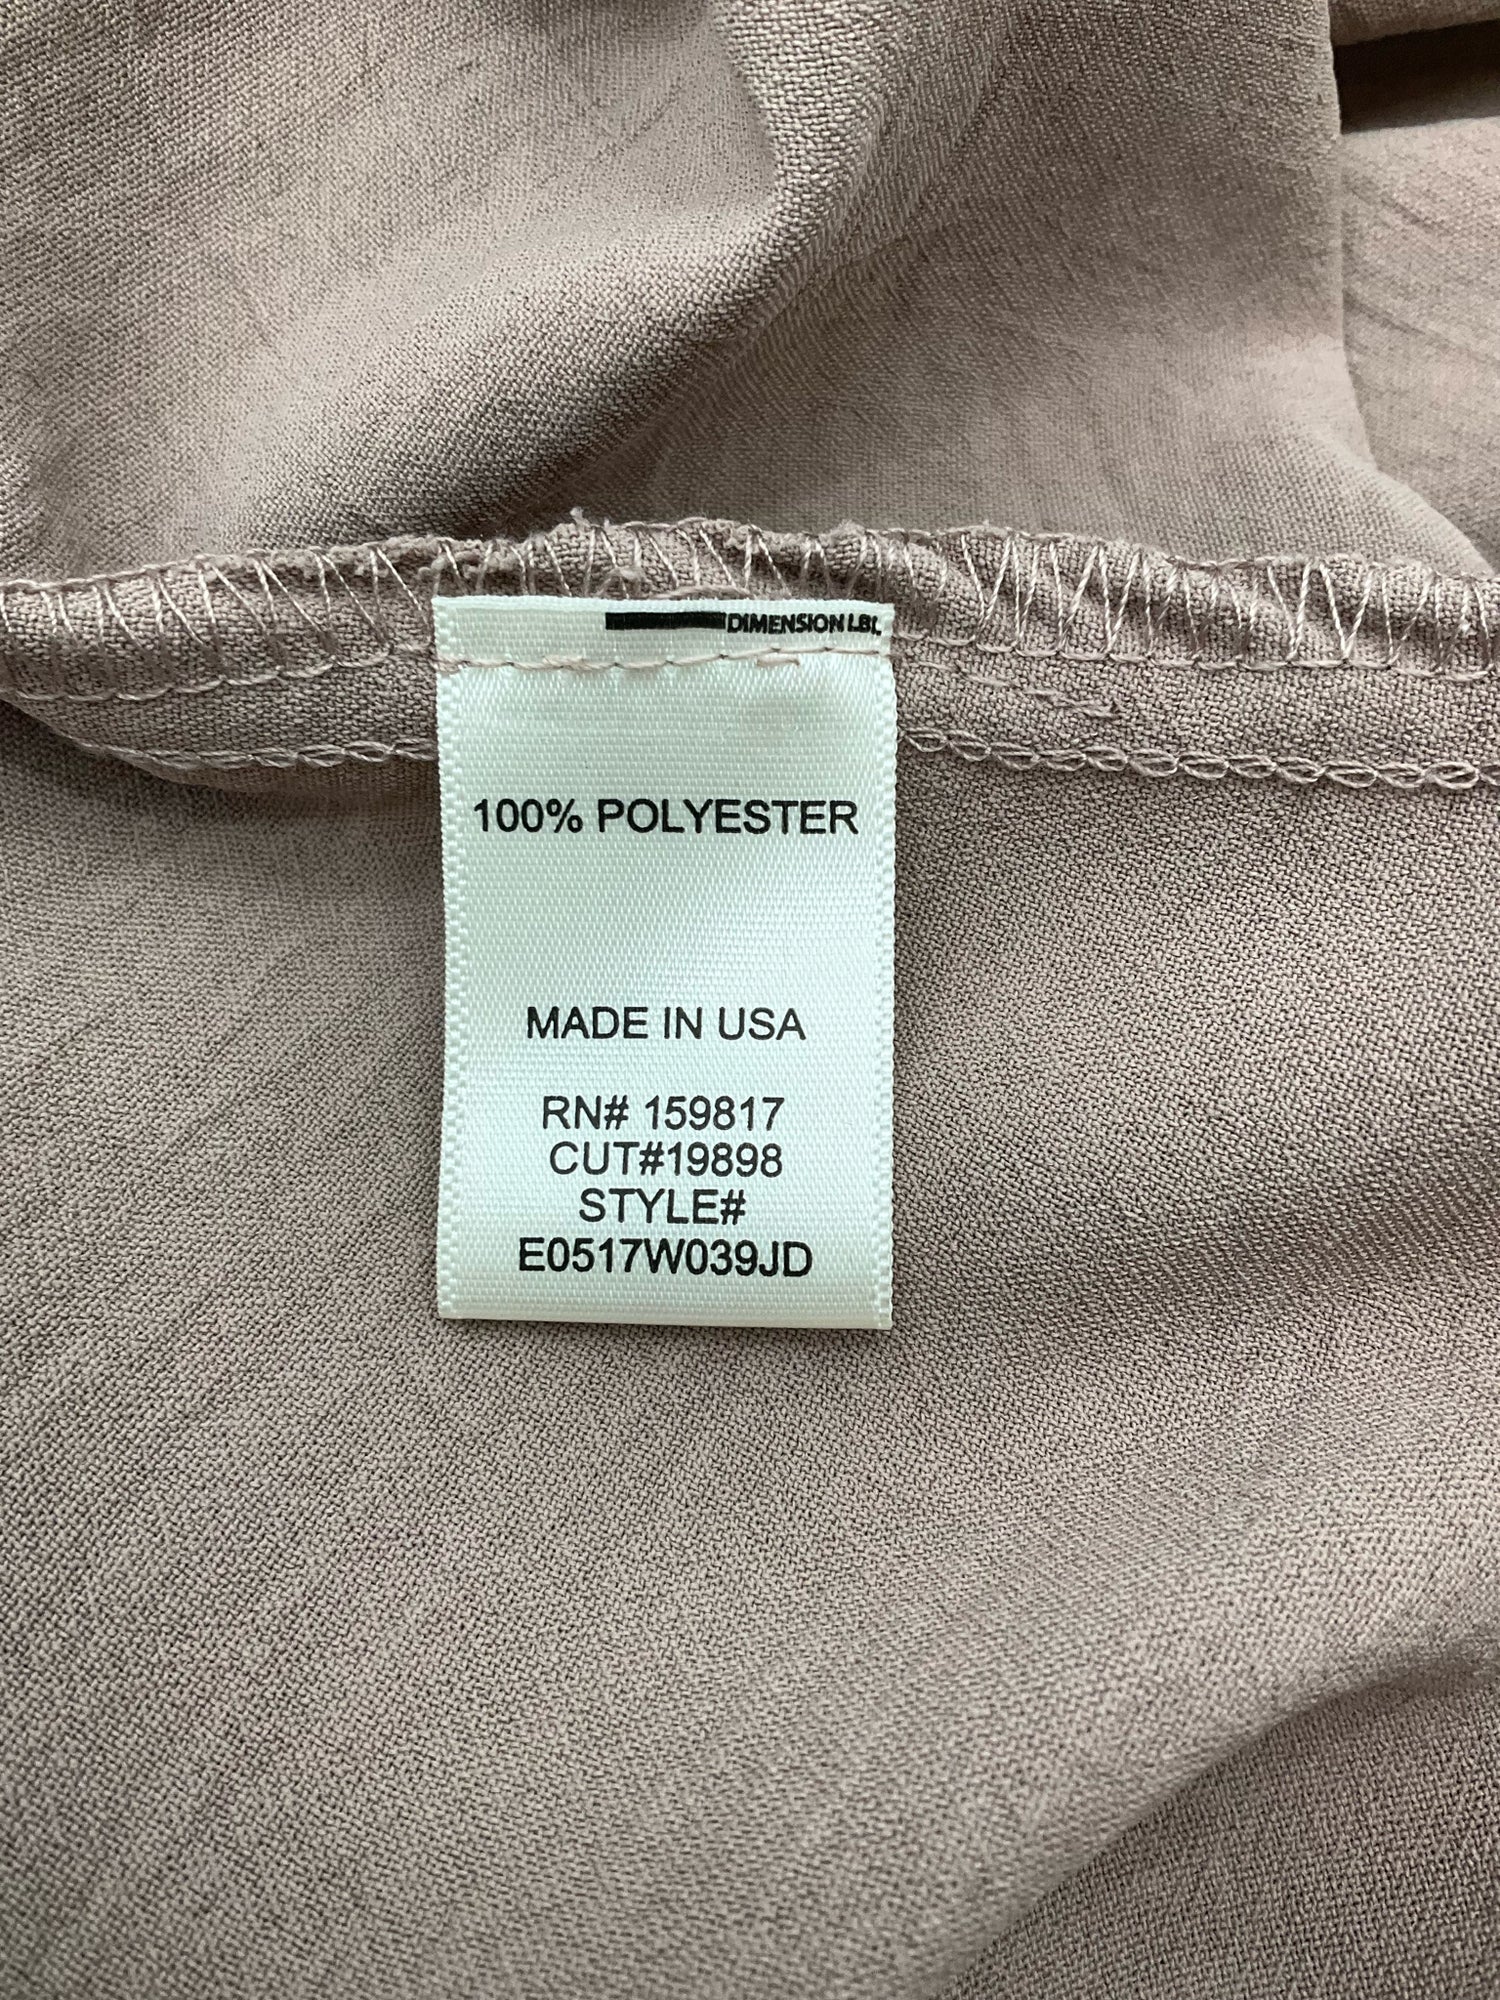 DIMENSION LBL
100% POLYESTER
MADE IN USA
RN# 159817
CUT#19898
STYLE#
E0517W039JD